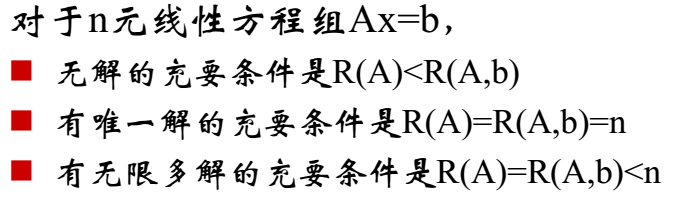 对于n元线性方程组Ax=b,
■ 无解的充要条件是R(A)<R(A,b)
■ 有唯一解的充要条件是R(A)=R(A,b)=n
■ 有无限多解的充要条件是R(A)=R(A,b)<n